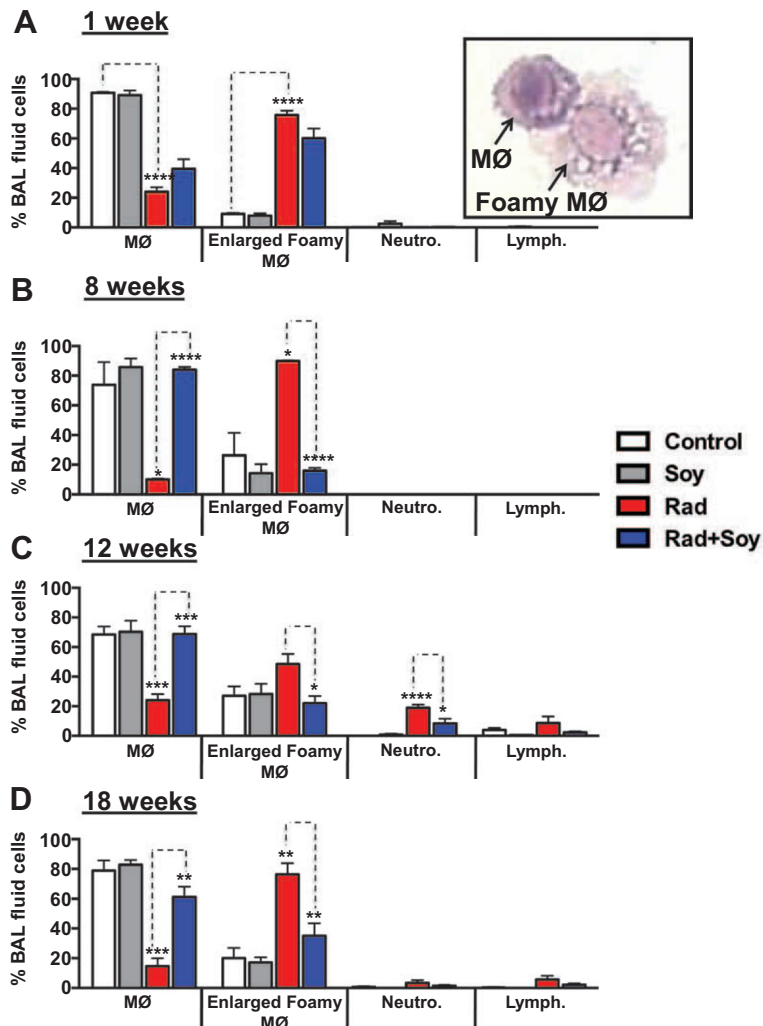 A 1 week
% BAL fluid cells
100
80
60
40
20
0
****
****
MØ
Foamy MØ
MØ
Enlarged Foamy
MØ
Neutro.
Lymph.
B 8 weeks
% BAL fluid cells
100
80
60
40
20
0
*
****
*
****
MØ
Enlarged Foamy
MØ
Neutro.
Lymph.
Control
Soy
Rad
Rad+Soy
C 12 weeks
% BAL fluid cells
100
80
60
40
20
0
***
***
*
****
*
MØ
Enlarged Foamy
MØ
Neutro.
Lymph.
D 18 weeks
% BAL fluid cells
100
80
60
40
20
0
***
**
**
**
MØ
Enlarged Foamy
MØ
Neutro.
Lymph.